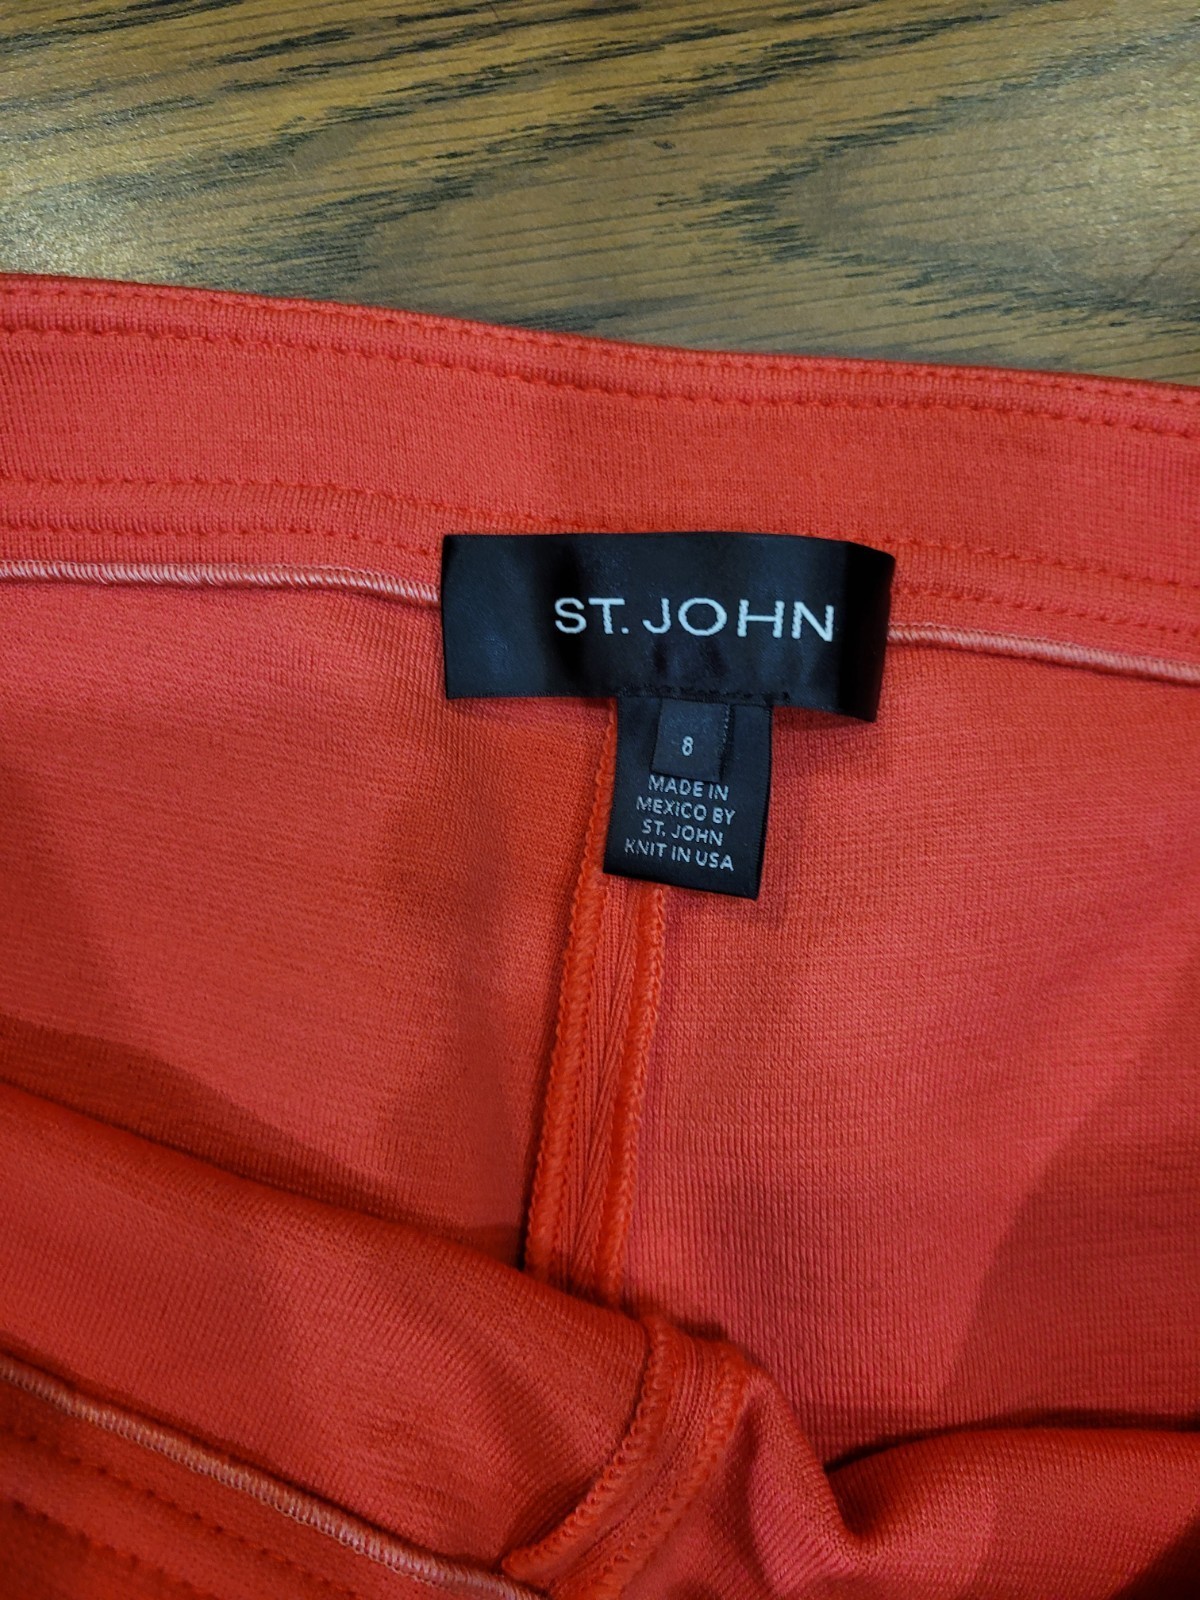 ST. JOHN
8
MADE IN
MEXICO BY
ST. JOHN
KNIT IN USA